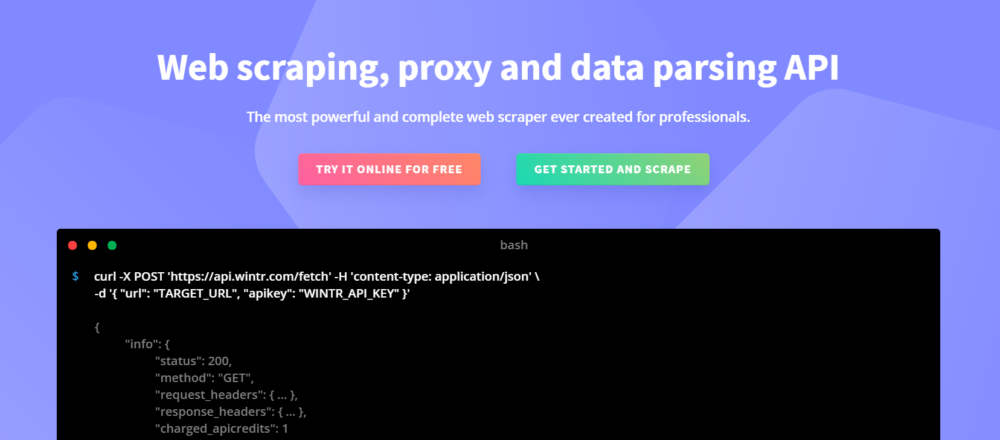 Web scraping, proxy and data parsing API
The most powerful and complete web scraper ever created for professionals.
TRY IT ONLINE FOR FREE
GET STARTED AND SCRAPE
bash
$ curl -X POST 'https://api.wintr.com/fetch' -H 'content-type: application/json' \
-d '{ "url": "TARGET_URL", "apikey": "WINTR_API_KEY" }'
{
"info": {
"status": 200,
"method": "GET",
"request_headers": { ... },
"response_headers": { ... },
"charged_apicredits": 1